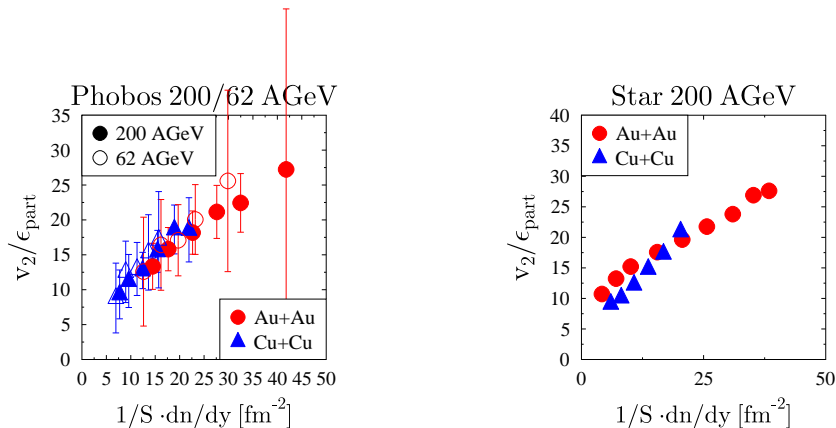 Phobos 200/62 AGeV
35
30
25
20
15
10
5
0
v2/ϵpart
200 AGeV
62 AGeV
Au+Au
Cu+Cu
0 5 10 15 20 25 30 35 40 45 50
1/S ·dn/dy [fm-2]
Star 200 AGeV
40
35
30
25
20
15
10
5
0
v2/ϵpart
Au+Au
Cu+Cu
0 25 50
1/S ·dn/dy [fm-2]